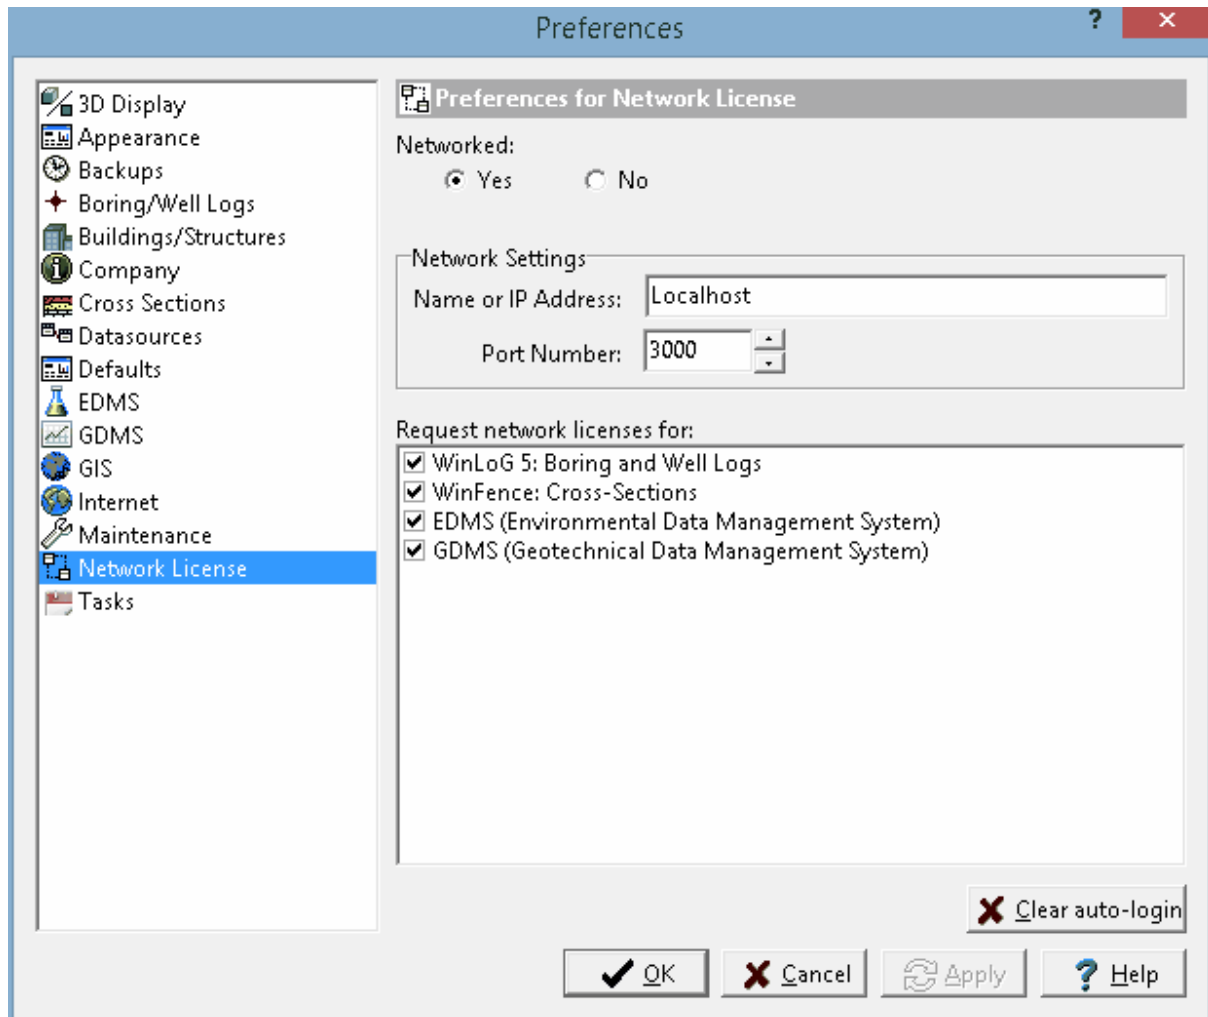 Preferences
?
3D Display
Appearance
Backups
Boring/Well Logs
Buildings/Structures
Company
Cross Sections
Datasources
Defaults
EDMS
GDMS
GIS
Internet
Maintenance
Network License
Tasks
Preferences for Network License
Networked:
Yes No
Network Settings
Name or IP Address: Localhost
Port Number: 3000
Request network licenses for:
WinLoG 5: Boring and Well Logs
WinFence: Cross-Sections
EDMS (Environmental Data Management System)
GDMS (Geotechnical Data Management System)
Clear auto-login
OK Cancel Apply ? Help